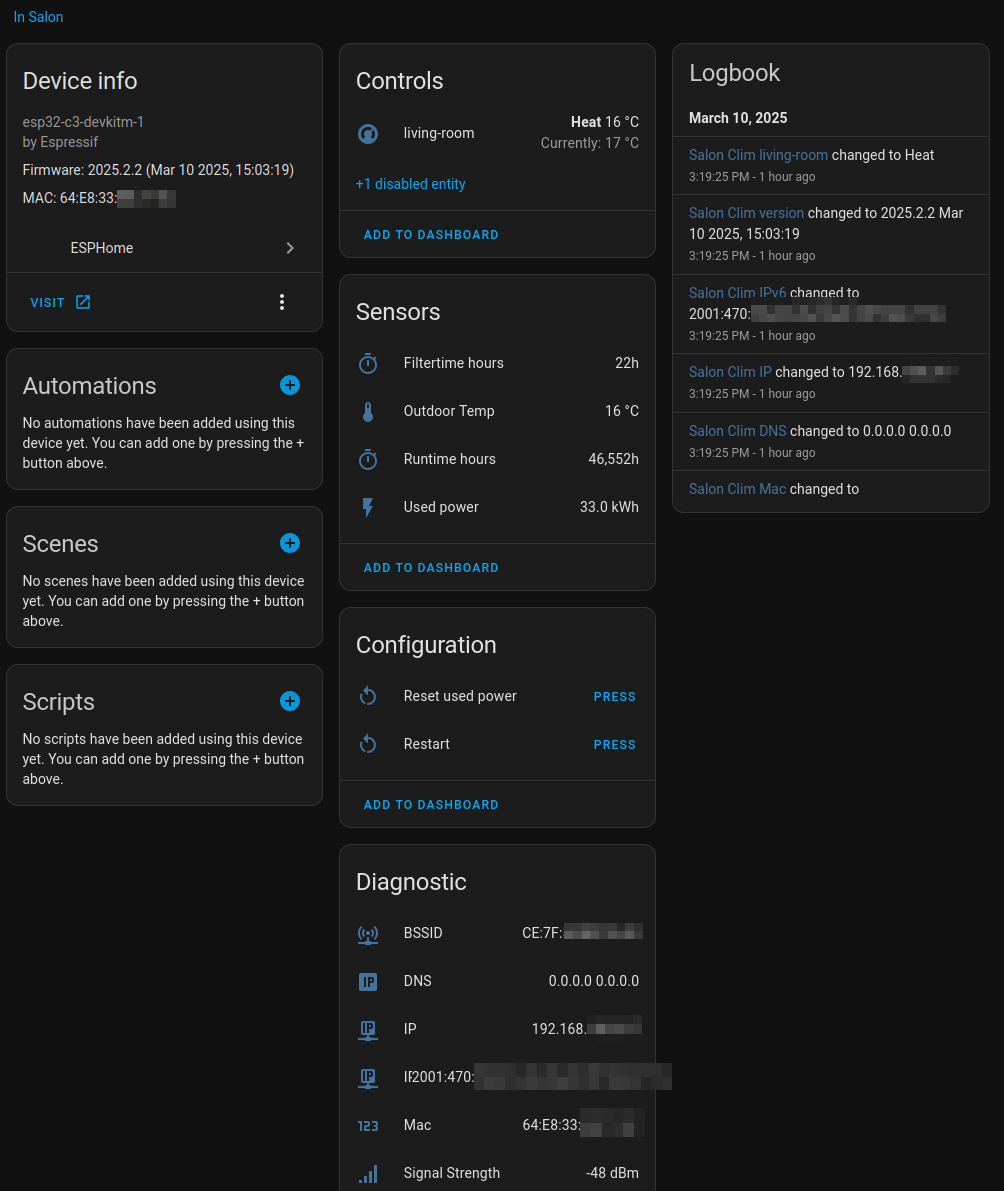 In Salon
Device info
esp32-c3-devkitm-1
by Espressif
Firmware: 2025.2.2 (Mar 10 2025, 15:03:19)
MAC: 64:E8:33:
ESPHome
VISIT
Automations
No automations have been added using this
device yet. You can add one by pressing the +
button above.
Scenes
No scenes have been added using this device
yet. You can add one by pressing the + button
above.
Scripts
No scripts have been added using this device
yet. You can add one by pressing the + button
above.
Controls
living-room
Heat 16 °C
Currently: 17 °C
+1 disabled entity
ADD TO DASHBOARD
Sensors
Filtertime hours 22h
Outdoor Temp 16 °C
Runtime hours 46,552h
Used power 33.0 kWh
ADD TO DASHBOARD
Configuration
Reset used power PRESS
Restart PRESS
ADD TO DASHBOARD
Diagnostic
BSSID CE:7F:
DNS 0.0.0.0 0.0.0.0
IP 192.168.
2001:470:
Mac 64:E8:33:
Signal Strength -48 dBm
Logbook
March 10, 2025
Salon Clim living-room changed to Heat
3:19:25 PM - 1 hour ago
Salon Clim version changed to 2025.2.2 Mar
10 2025, 15:03:19
3:19:25 PM - 1 hour ago
Salon Clim IPv6 changed to
2001:470:
3:19:25 PM - 1 hour ago
Salon Clim IP changed to 192.168.
3:19:25 PM - 1 hour ago
Salon Clim DNS changed to 0.0.0.0 0.0.0.0
3:19:25 PM - 1 hour ago
Salon Clim Mac changed to